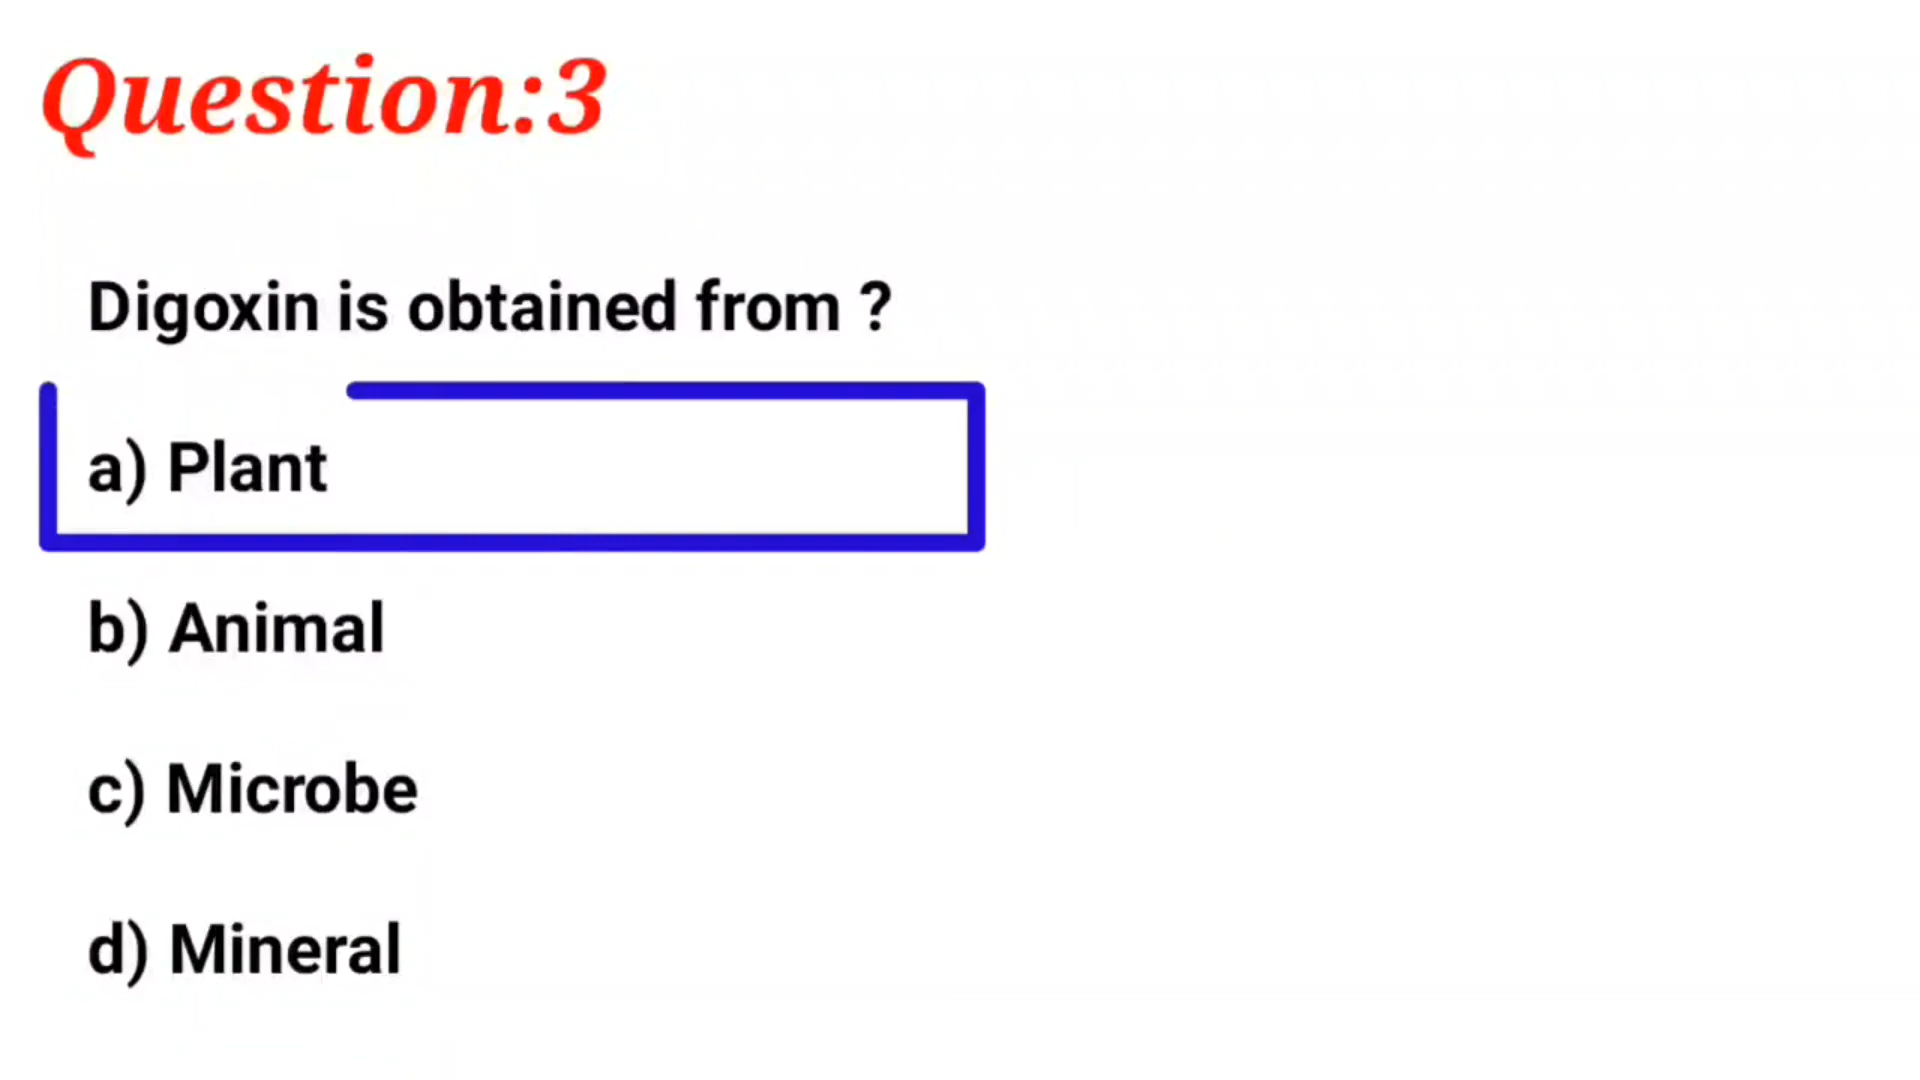 Question:3
Digoxin is obtained from ?
a) Plant
b) Animal
c) Microbe
d) Mineral